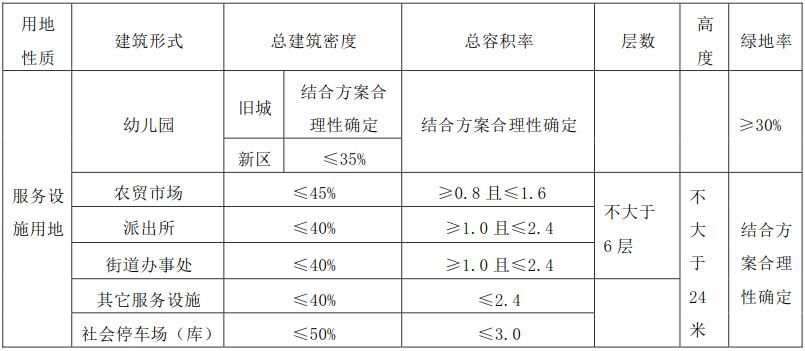 用地性质 建筑形式 总建筑密度 总容积率 层数 高度 绿地率
服务设施用地
幼儿园 旧城 结合方案合理性确定 结合方案合理性确定 ≥30%
新区 ≤35%
农贸市场 ≤45% ≥0.8 且≤1.6 不大于6层 不大于24米 结合方案合理性确定
派出所 ≤40% ≥1.0 且≤2.4
街道办事处 ≤40% ≥1.0 且≤2.4
其它服务设施 ≤40% ≤2.4
社会停车场（库） ≤50% ≤3.0